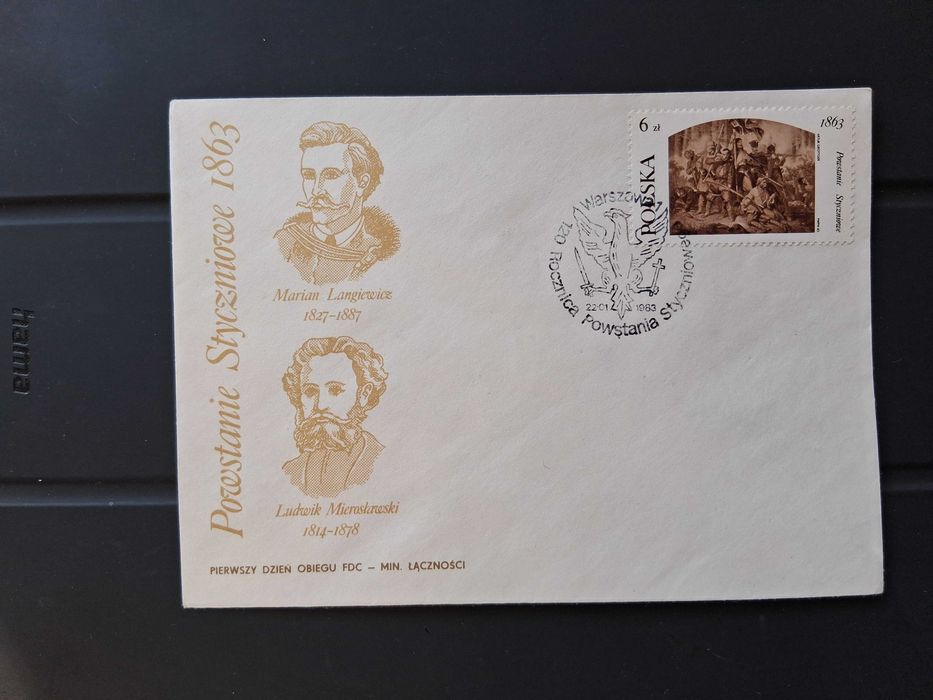 Powstanie Styczniowe 1863
Marian Langiewicz
1827-1887
Ludwik Mierosławski
1814-1878
PIERWSZY DZIEŃ OBIEGU FDC – MIN. ŁĄCZNOŚCI
6 zł
1863
POLSKA
Powstanie Styczniowe
Warszawa 1
120 Rocznica Powstania Styczniowego
22.01 1983
hama